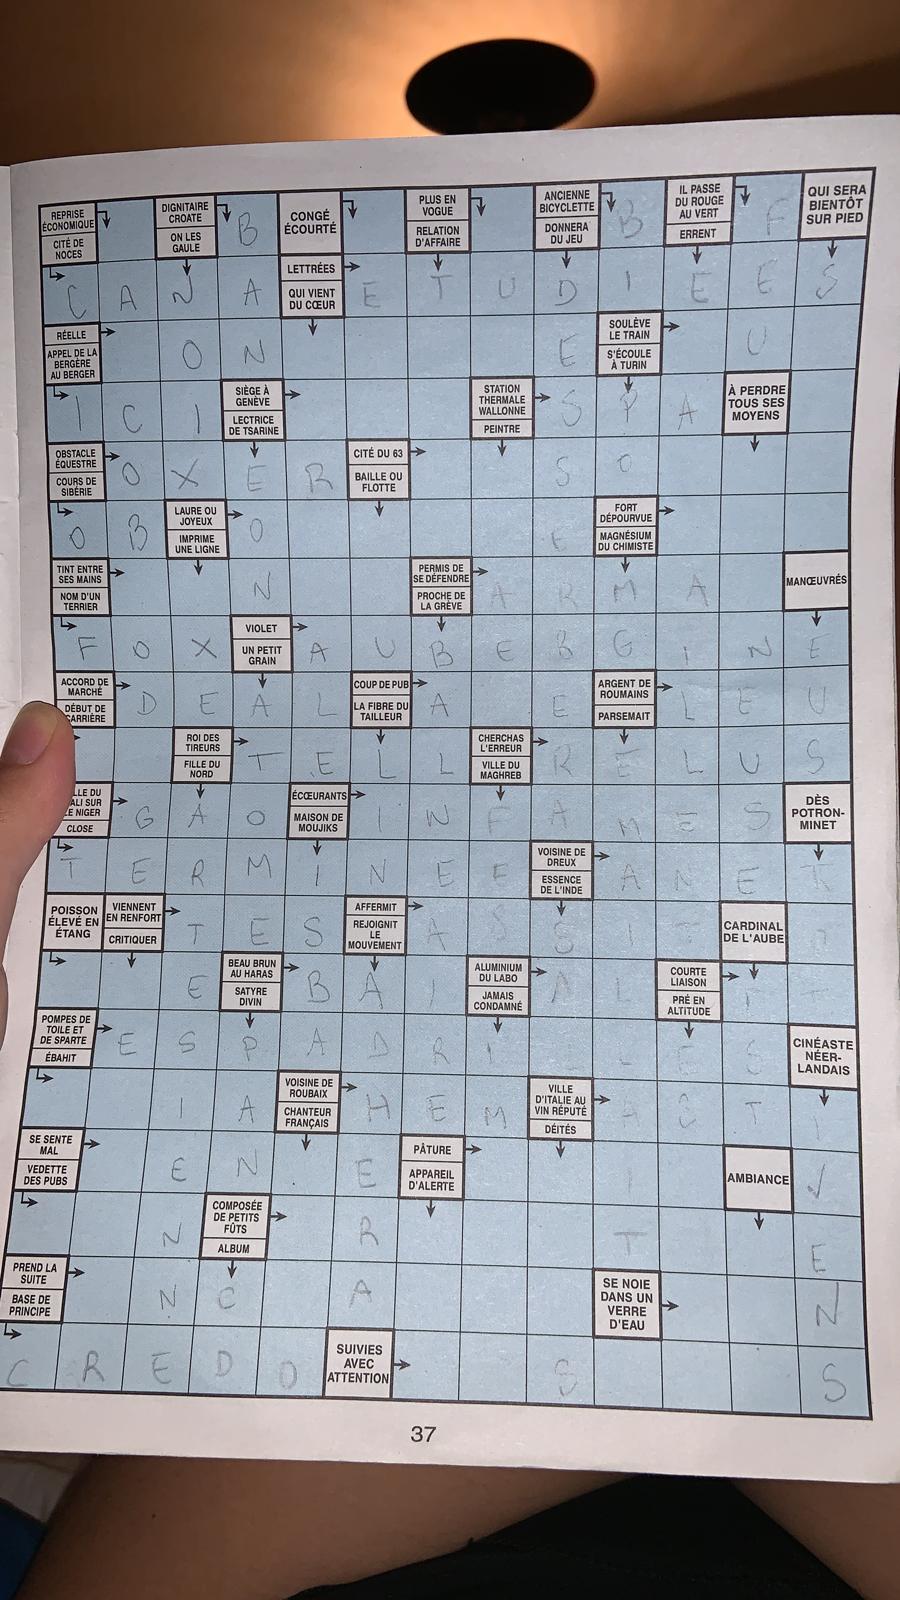 REPRISE ÉCONOMIQUE
CITÉ DE NOCES
DIGNITAIRE CROATE
ON LES GAULE
B
CONGÉ ÉCOURTÉ
PLUS EN VOGUE
RELATION D'AFFAIRE
ANCIENNE BICYCLETTE
DONNERA DU JEU
B
IL PASSE DU ROUGE AU VERT
ERRENT
F
QUI SERA BIENTÔT SUR PIED
C A N A
LETTRÉES
QUI VIENT DU CŒUR
E T U D I E E S
RÉELLE
APPEL DE LA BERGÈRE AU BERGER
O N
E
SOULÈVE LE TRAIN
S'ÉCOULE À TURIN
U
I C I
SIÈGE À GENÈVE
LECTRICE DE TSARINE
STATION THERMALE WALLONNE
PEINTRE
S P A
À PERDRE TOUS SES MOYENS
OBSTACLE ÉQUESTRE
COURS DE SIBÉRIE
O X E R
CITÉ DU 63
BAILLE OU FLOTTE
S O
O B
LAURE OU JOYEUX
IMPRIME UNE LIGNE
O
E
FORT DÉPOURVUE
MAGNÉSIUM DU CHIMISTE
TINT ENTRE SES MAINS
NOM D'UN TERRIER
N
PERMIS DE SE DÉFENDRE
PROCHE DE LA GRÈVE
A R M A
MANŒUVRÉS
F O X
VIOLET
UN PETIT GRAIN
A U B E R G I N E
ACCORD DE MARCHÉ
DÉBUT DE CARRIÈRE
D E A L
COUP DE PUB
LA FIBRE DU TAILLEUR
A E
ARGENT DE ROUMAINS
PARSEMAIT
L E U
ROI DES TIREURS
FILLE DU NORD
T E L L
CHERCHAS L'ERREUR
VILLE DU MAGHREB
R E L U S
CLOSE
G A O
ÉCŒURANTS
MAISON DE MOUJIKS
I N F A M E S
DÈS POTRON-MINET
T E R M I N E E
VOISINE DE DREUX
ESSENCE DE L'INDE
A N E T
POISSON ÉLEVÉ EN ÉTANG
VIENNENT EN RENFORT
CRITIQUER
T E S
AFFERMIT
REJOIGNIT LE MOUVEMENT
A S S I T
CARDINAL DE L'AUBE
E
BEAU BRUN AU HARAS
SATYRE DIVIN
B A I
ALUMINIUM DU LABO
JAMAIS CONDAMNÉ
A L
COURTE LIAISON
PRÉ EN ALTITUDE
POMPES DE TOILE ET DE SPARTE
ÉBAHIT
E S P A D R I L L E S
CINÉASTE NÉER-LANDAIS
I A
VOISINE DE ROUBAIX
CHANTEUR FRANÇAIS
H E M
VILLE D'ITALIE AU VIN RÉPUTÉ
DÉITÉS
A S T I
SE SENTE MAL
VEDETTE DES PUBS
E N E
PÂTURE
APPAREIL D'ALERTE
I
AMBIANCE
V
N
COMPOSÉE DE PETITS FÛTS
ALBUM
R T E
PREND LA SUITE
BASE DE PRINCIPE
N C A
SE NOIE DANS UN VERRE D'EAU
N
C R E D O
SUIVIES AVEC ATTENTION
S S
37